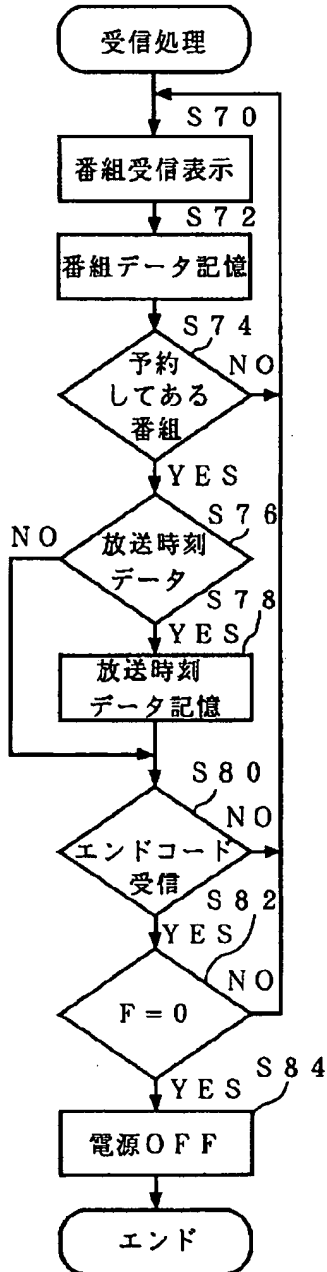 受信処理
S70
番組受信表示
S72
番組データ記憶
S74
予約
してある
番組
NO
YES
S76
NO
放送時刻
データ
S78
YES
放送時刻
データ記憶
S80
エンドコード
受信
NO
S82
YES
F=0
NO
YES
S84
電源OFF
エンド